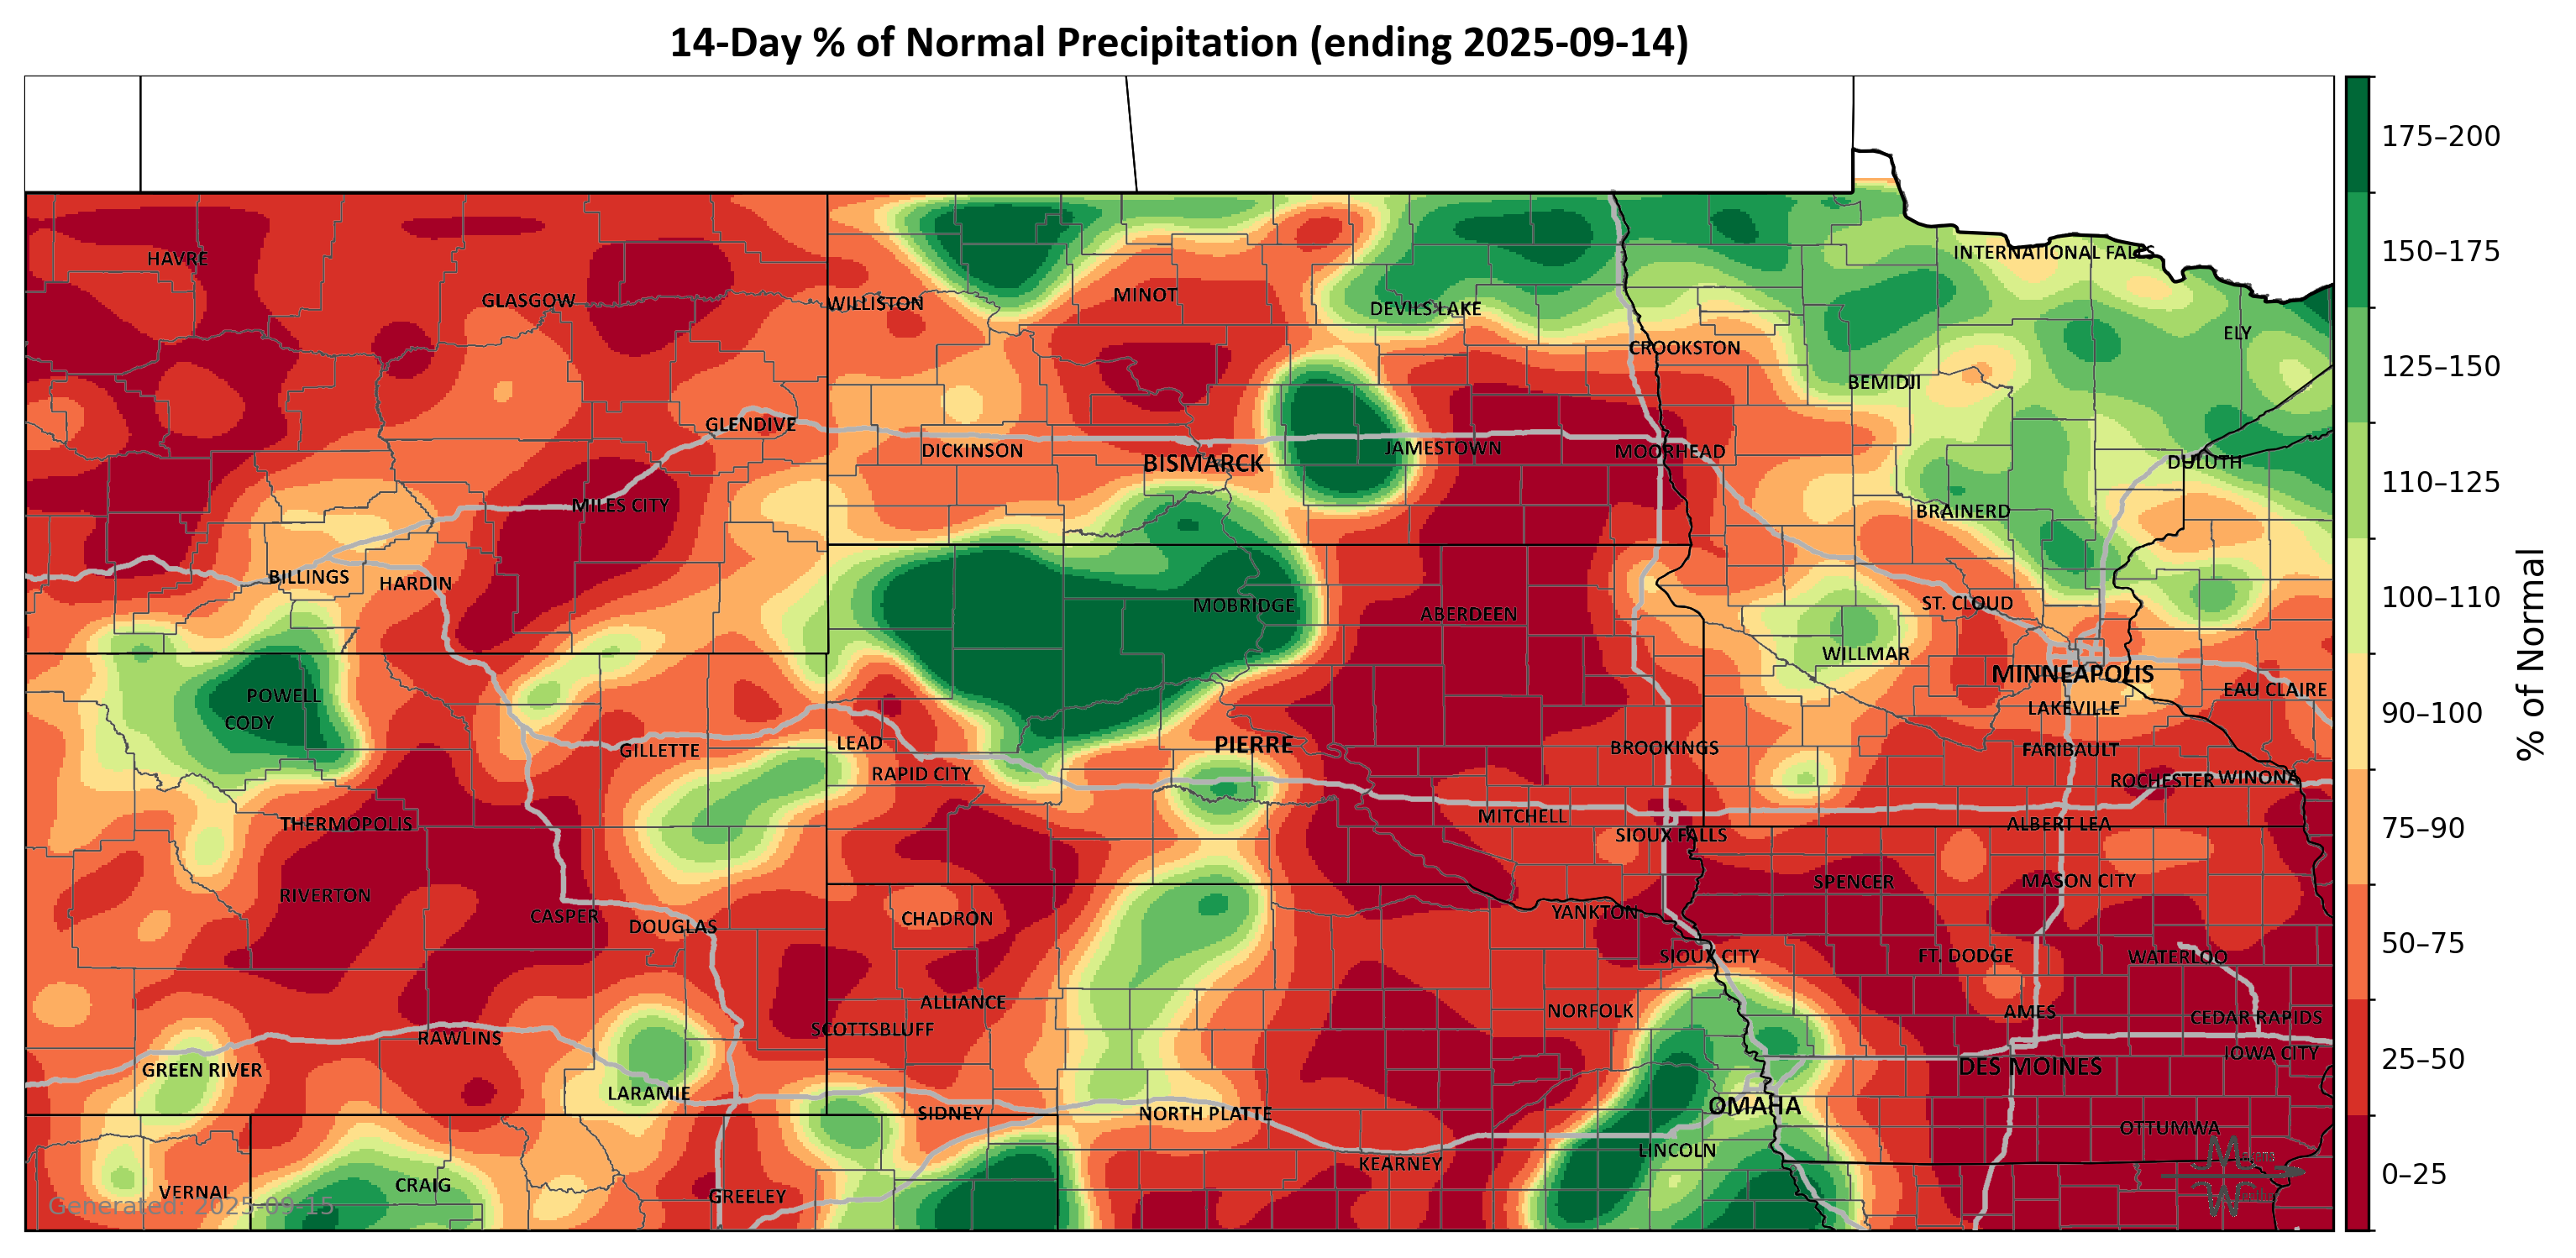 14-Day % of Normal Precipitation (ending 2025-09-14)
175–200
150–175
125–150
110–125
100–110
90–100
75–90
50–75
25–50
0–25
% of Normal
HAVRE
INTERNATIONAL FALLS
GLASGOW
WILLISTON
MINOT
DEVILS LAKE
ELY
CROOKSTON
BEMIDJI
GLENDIVE
DICKINSON
BISMARCK
JAMESTOWN
MOORHEAD
DULUTH
MILES CITY
BRAINERD
BILLINGS
HARDIN
MOBRIDGE
ABERDEEN
ST. CLOUD
WILLMAR
MINNEAPOLIS
POWELL
CODY
EAU CLAIRE
LAKEVILLE
GILLETTE
LEAD
PIERRE
BROOKINGS
FARIBAULT
RAPID CITY
ROCHESTER
WINONA
THERMOPOLIS
MITCHELL
SIOUX FALLS
ALBERT LEA
RIVERTON
SPENCER
MASON CITY
CASPER
DOUGLAS
CHADRON
YANKTON
SIOUX CITY
FT. DODGE
WATERLOO
ALLIANCE
NORFOLK
AMES
CEDAR RAPIDS
SCOTTSBLUFF
RAWLINS
IOWA CITY
GREEN RIVER
DES MOINES
LARAMIE
SIDNEY
NORTH PLATTE
OMAHA
OTTUMWA
LINCOLN
KEARNEY
VERNAL
CRAIG
GREELEY
Generated: 2025-09-15